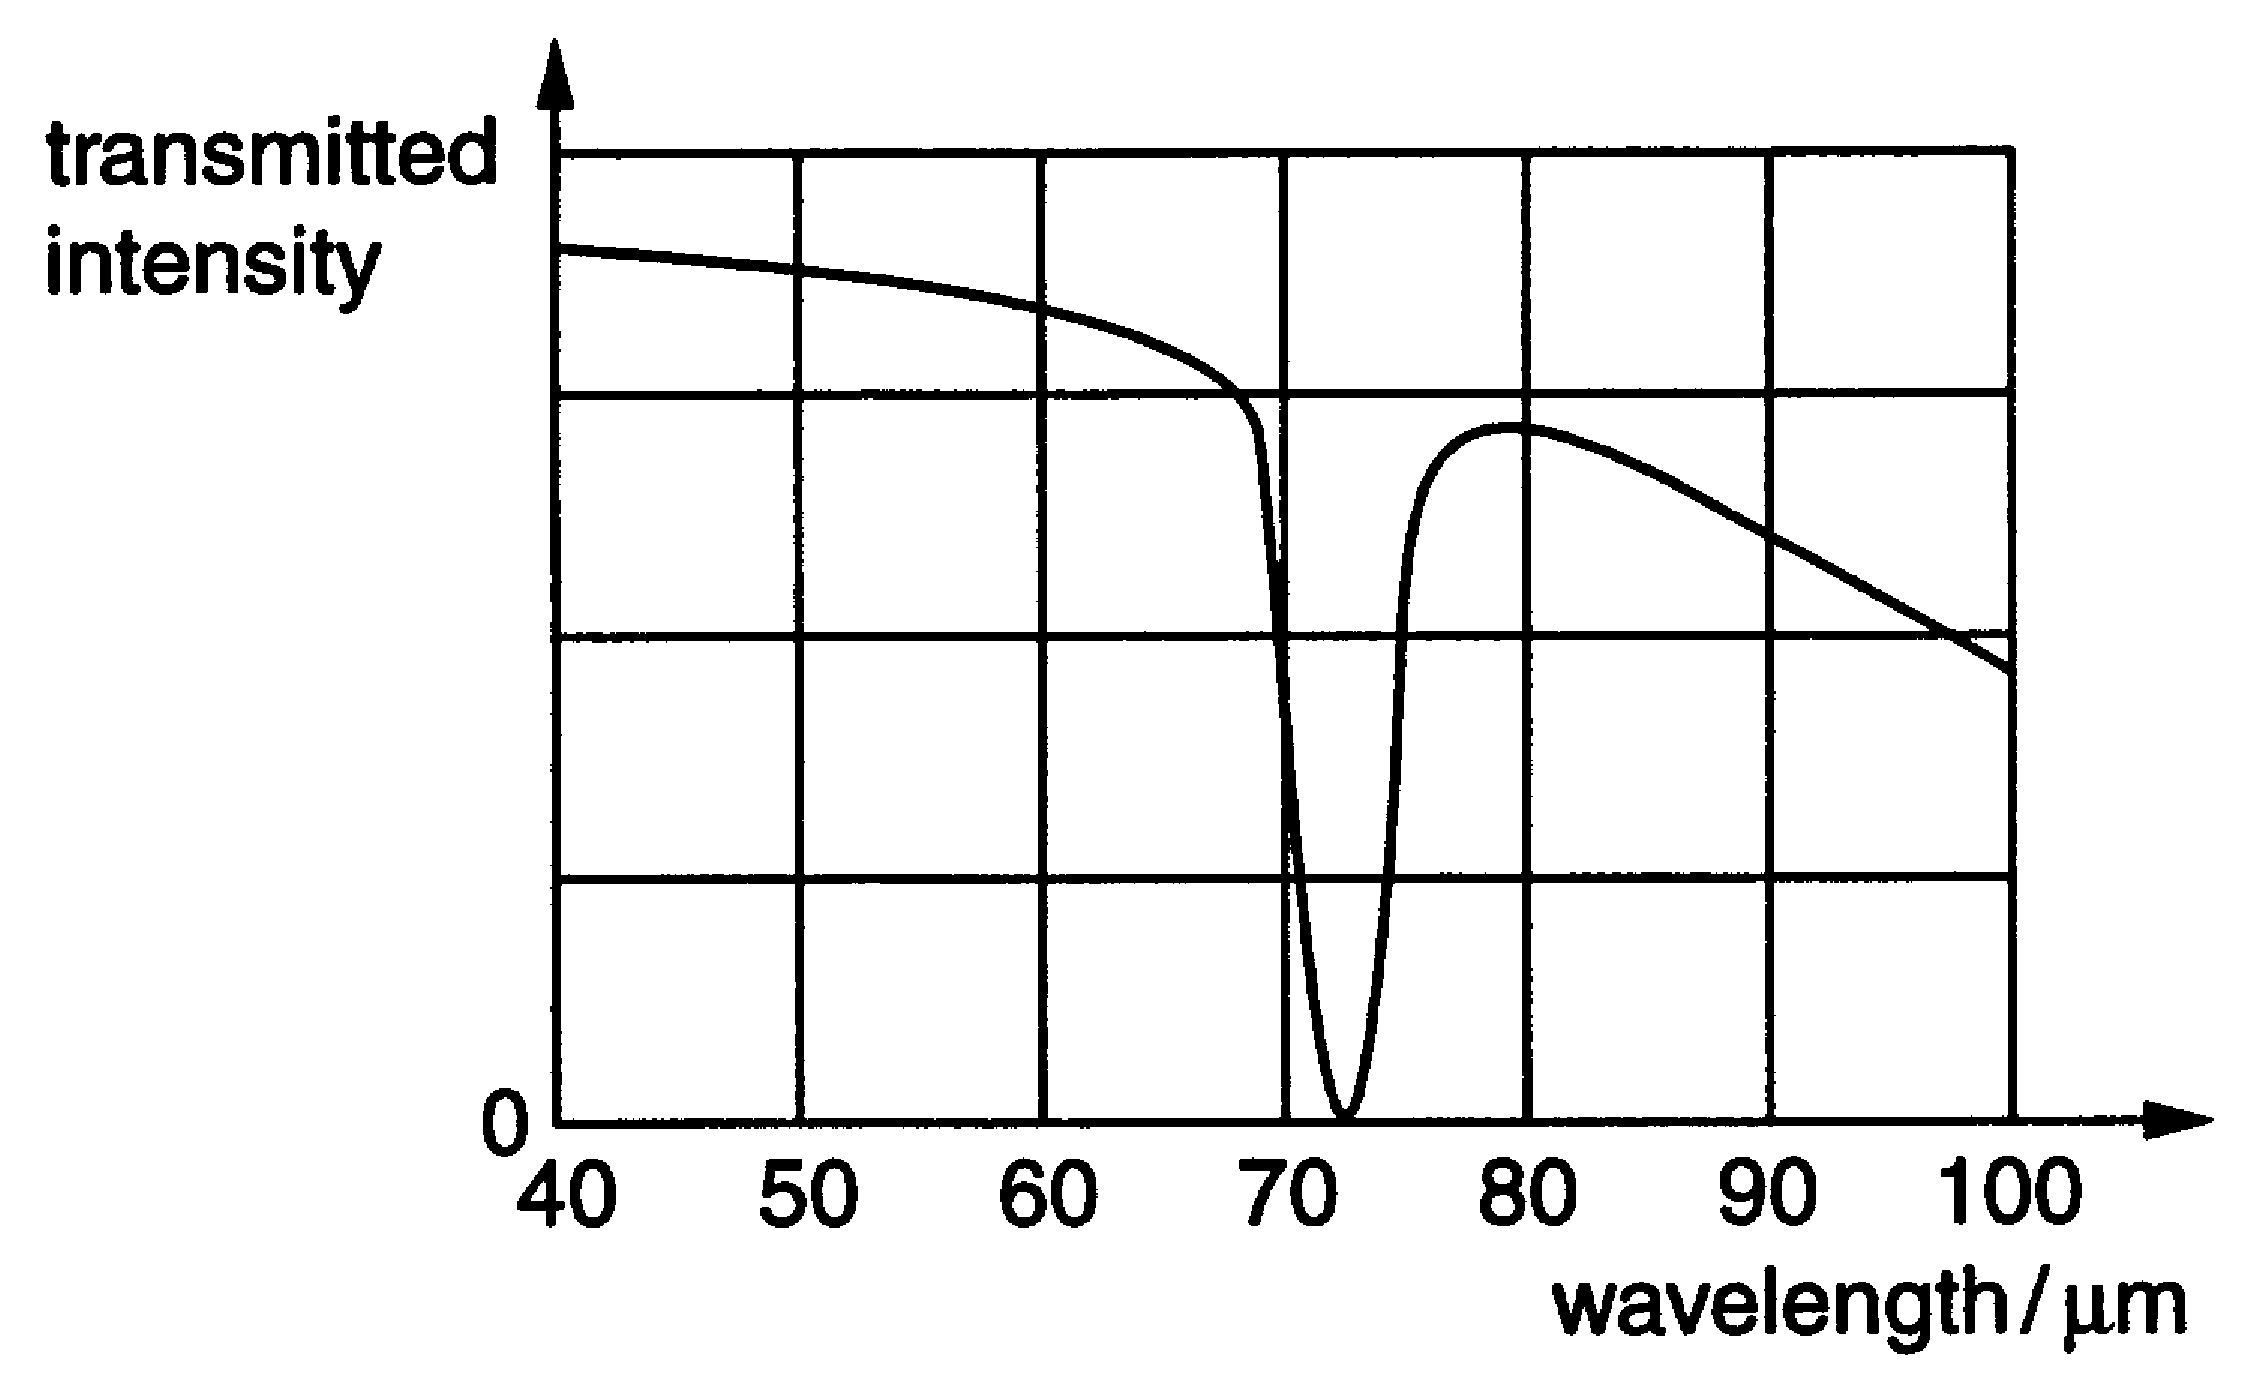 transmitted
intensity
0
40 50 60 70 80 90 100
wavelength / μm